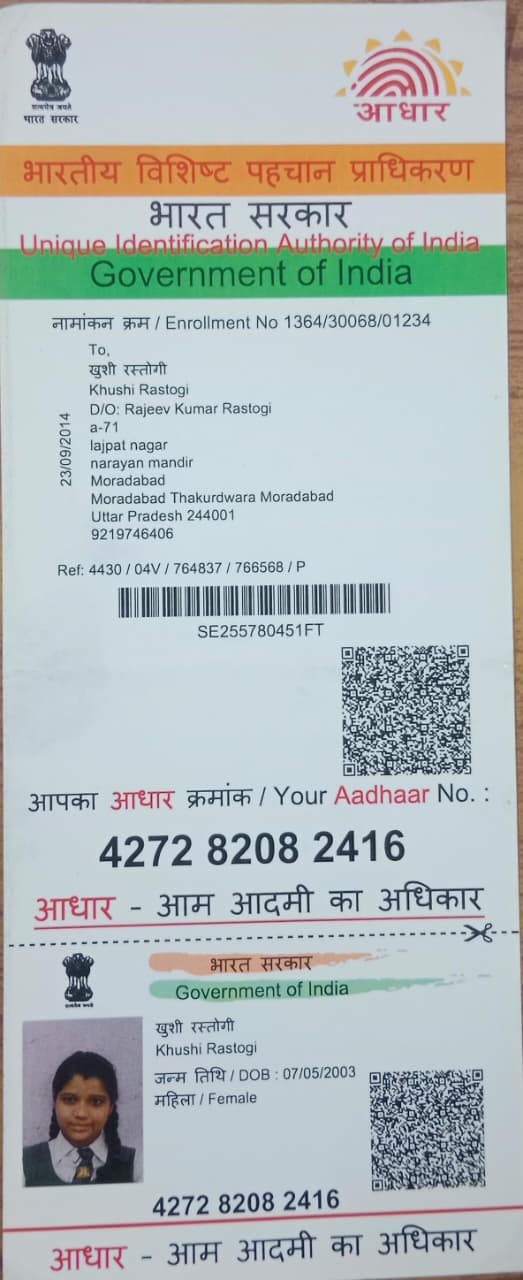 सत्यमेव जयते
भारत सरकार
आधार
भारतीय विशिष्ट पहचान प्राधिकरण
भारत सरकार
Unique Identification Authority of India
Government of India
नामांकन क्रम / Enrollment No 1364/30068/01234
To,
खुशी रस्तोगी
Khushi Rastogi
D/O: Rajeev Kumar Rastogi
a-71
lajpat nagar
narayan mandir
Moradabad
Moradabad Thakurdwara Moradabad
Uttar Pradesh 244001
9219746406
23/09/2014
Ref: 4430 / 04V / 764837 / 766568 / P
SE255780451FT
आपका आधार क्रमांक / Your Aadhaar No. :
4272 8208 2416
आधार - आम आदमी का अधिकार
सत्यमेव जयते
भारत सरकार
Government of India
खुशी रस्तोगी
Khushi Rastogi
जन्म तिथि / DOB : 07/05/2003
महिला / Female
4272 8208 2416
आधार - आम आदमी का अधिकार